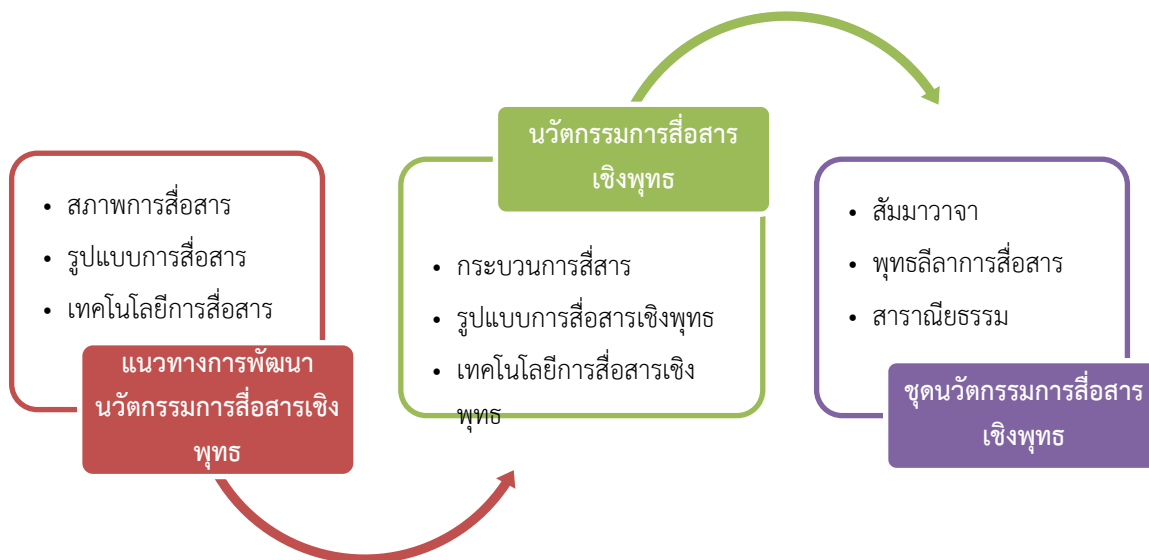 • สภาพการสื่อสาร
• รูปแบบการสื่อสาร
• เทคโนโลยีการสื่อสาร
แนวทางการพัฒนา
นวัตกรรมการสื่อสารเชิง
พุทธ
นวัตกรรมการสื่อสาร
เชิงพุทธ
• กระบวนการสื่สาร
• รูปแบบการสื่อสารเชิงพุทธ
• เทคโนโลยีการสื่อสารเชิง
พุทธ
• สัมมาวาจา
• พุทธลีลาการสื่อสาร
• สาราณียธรรม
ชุดนวัตกรรมการสื่อสาร
เชิงพุทธ